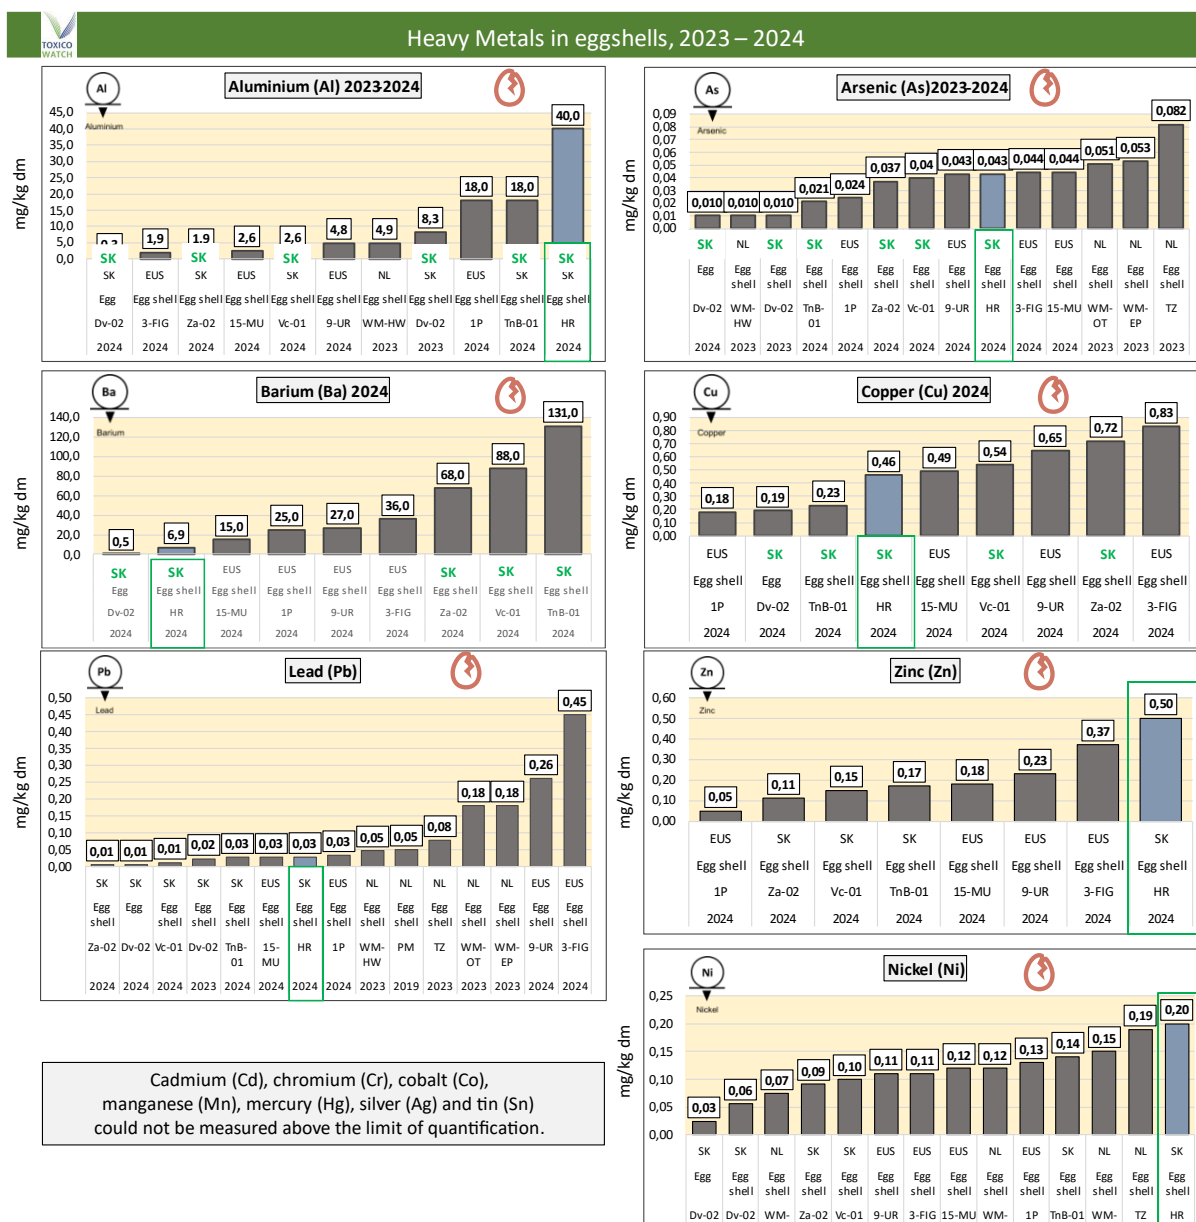 TOXICO
WATCH
Heavy Metals in eggshells, 2023 – 2024
Al
Aluminium (Al) 2023-2024
Aluminium
mg/kg dm
45,0
40,0
35,0
30,0
25,0
20,0
15,0
10,0
5,0
0,0
1,9 1.9 2,6 2,6 4,8 4,9 8,3 18,0 18,0 40,0
SK SK SK SK SK SK
SK EUS SK EUS SK EUS NL SK EUS SK SK
Egg Egg shell Egg shell Egg shell Egg shell Egg shell Egg shell Egg shell Egg shell Egg shell Egg shell
Dv-02 3-FIG Za-02 15-MU Vc-01 9-UR WM-HW Dv-02 1P TnB-01 HR
2024 2024 2024 2024 2024 2024 2023 2023 2024 2024 2024
As
Arsenic (As)2023-2024
Arsenic
mg/kg dm
0,09
0,08
0,07
0,06
0,05
0,04
0,03
0,02
0,01
0,00
0,010 0,010 0,010 0,021 0,024 0,037 0,04 0,043 0,043 0,044 0,044 0,051 0,053 0,082
SK NL SK SK EUS SK SK EUS SK EUS EUS NL NL NL
Egg Egg shell Egg shell Egg shell Egg shell Egg shell Egg shell Egg shell Egg shell Egg shell Egg shell Egg shell Egg shell Egg shell
Dv-02 WM-HW Dv-02 TnB-01 1P Za-02 Vc-01 9-UR HR 3-FIG 15-MU WM-OT WM-EP TZ
2024 2023 2023 2024 2024 2024 2024 2024 2024 2024 2024 2023 2023 2023
Ba
Barium (Ba) 2024
Barium
mg/kg dm
140,0
120,0
100,0
80,0
60,0
40,0
20,0
0,0
0,5 6,9 15,0 25,0 27,0 36,0 68,0 88,0 131,0
SK SK EUS EUS EUS EUS SK SK SK
Egg Egg shell Egg shell Egg shell Egg shell Egg shell Egg shell Egg shell Egg shell
Dv-02 HR 15-MU 1P 9-UR 3-FIG Za-02 Vc-01 TnB-01
2024 2024 2024 2024 2024 2024 2024 2024 2024
Cu
Copper (Cu) 2024
Copper
mg/kg dm
0,90
0,80
0,70
0,60
0,50
0,40
0,30
0,20
0,10
0,00
0,18 0,19 0,23 0,46 0,49 0,54 0,65 0,72 0,83
EUS SK SK SK EUS SK EUS SK EUS
Egg shell Egg Egg shell Egg shell Egg shell Egg shell Egg shell Egg shell Egg shell
1P Dv-02 TnB-01 HR 15-MU Vc-01 9-UR Za-02 3-FIG
2024 2024 2024 2024 2024 2024 2024 2024 2024
Pb
Lead (Pb)
Lead
mg/kg dm
0,50
0,45
0,40
0,35
0,30
0,25
0,20
0,15
0,10
0,05
0,00
0,01 0,01 0,01 0,02 0,03 0,03 0,03 0,03 0,05 0,05 0,08 0,18 0,18 0,26 0,45
SK SK SK SK SK EUS SK EUS NL NL NL NL NL EUS EUS
Egg shell Egg Egg shell Egg shell Egg shell Egg shell Egg shell Egg shell Egg shell Egg shell Egg shell Egg shell Egg shell Egg shell Egg shell
Za-02 Dv-02 Vc-01 Dv-02 TnB-01 15-MU HR 1P WM-HW PM TZ WM-OT WM-EP 9-UR 3-FIG
2024 2024 2024 2023 2024 2024 2024 2024 2023 2019 2023 2023 2023 2024 2024
Zn
Zinc (Zn)
Zinc
mg/kg dm
0,60
0,50
0,40
0,30
0,20
0,10
0,00
0,05 0,11 0,15 0,17 0,18 0,23 0,37 0,50
EUS SK SK SK EUS EUS EUS SK
Egg shell Egg shell Egg shell Egg shell Egg shell Egg shell Egg shell Egg shell
1P Za-02 Vc-01 TnB-01 15-MU 9-UR 3-FIG HR
2024 2024 2024 2024 2024 2024 2024 2024
Ni
Nickel (Ni)
Nickel
mg/kg dm
0,25
0,20
0,15
0,10
0,05
0,00
0,03 0,06 0,07 0,09 0,10 0,11 0,11 0,12 0,12 0,13 0,14 0,15 0,19 0,20
SK SK NL SK SK EUS EUS EUS NL EUS SK NL NL SK
Egg Egg shell Egg shell Egg shell Egg shell Egg shell Egg shell Egg shell Egg shell Egg shell Egg shell Egg shell Egg shell Egg shell
Dv-02 Dv-02 WM- Za-02 Vc-01 9-UR 3-FIG 15-MU WM- 1P TnB-01 WM- TZ HR
Cadmium (Cd), chromium (Cr), cobalt (Co),
manganese (Mn), mercury (Hg), silver (Ag) and tin (Sn)
could not be measured above the limit of quantification.